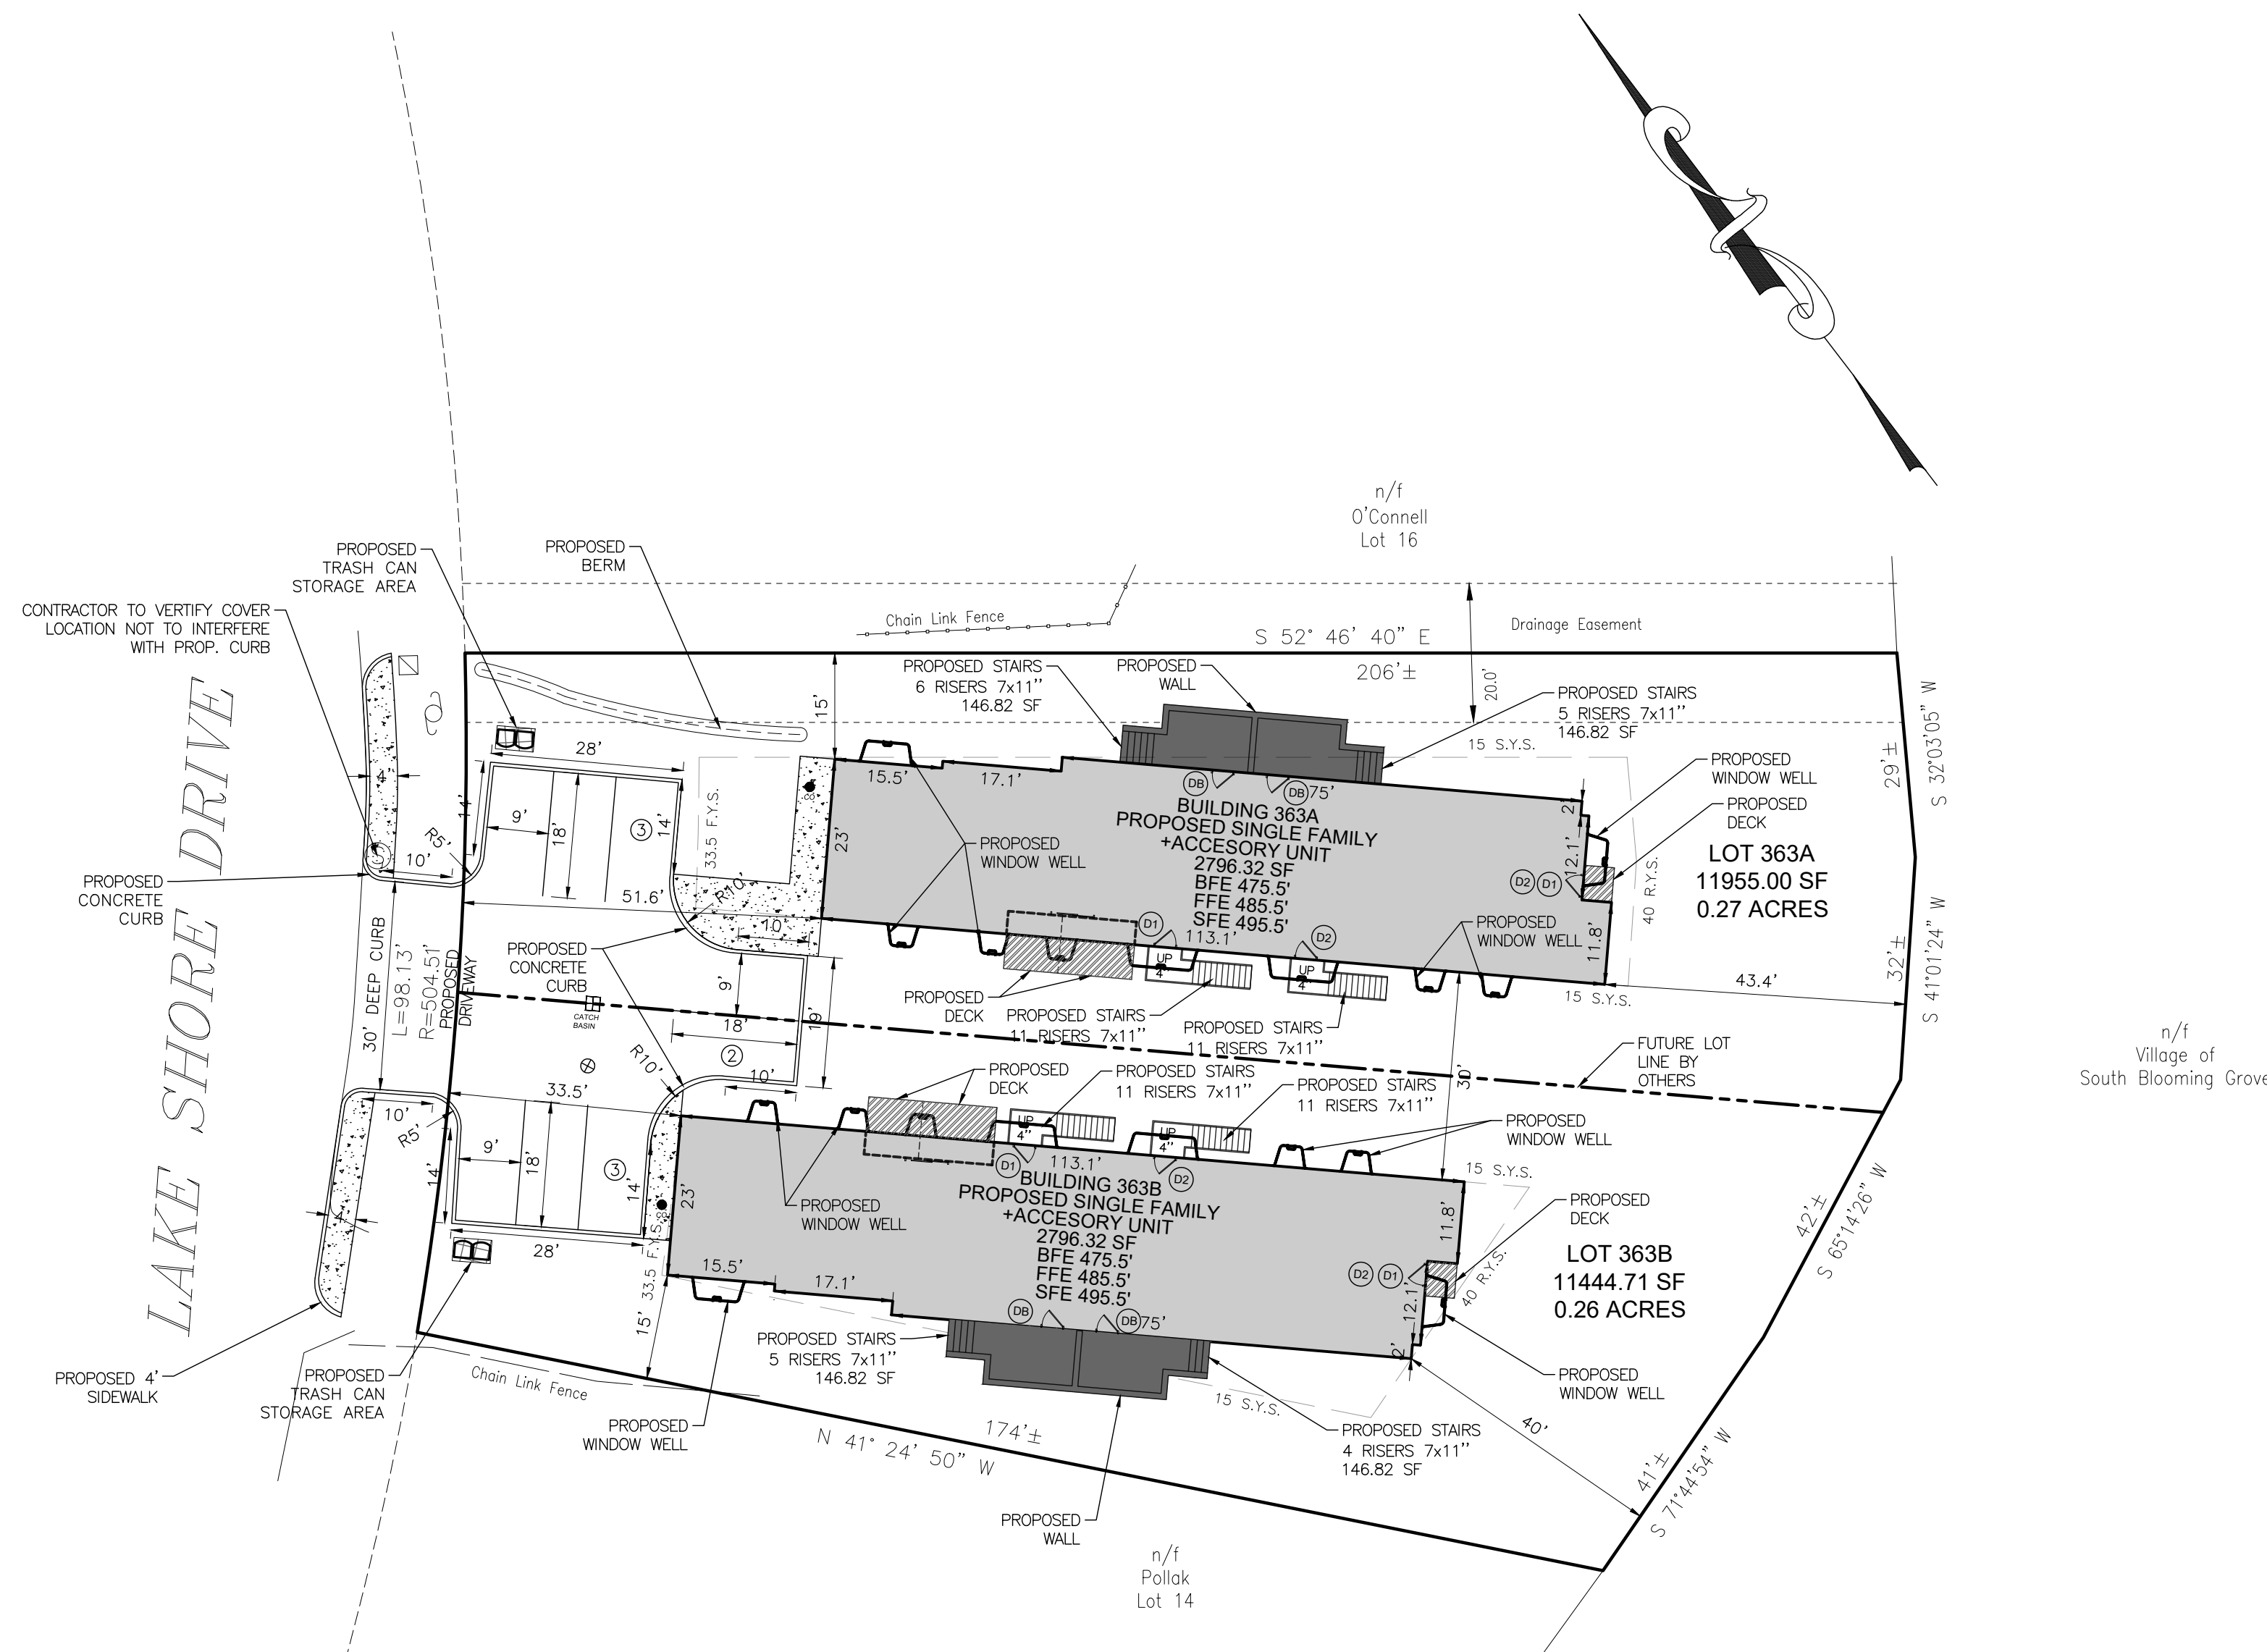 n/f
O'Connell
Lot 16
PROPOSED
TRASH CAN
STORAGE AREA
PROPOSED
BERM
CONTRACTOR TO VERTIFY COVER
LOCATION NOT TO INTERFERE
WITH PROP. CURB
Chain Link Fence
S 52° 46' 40" E
206'±
Drainage Easement
20.0'
PROPOSED STAIRS
6 RISERS 7x11''
146.82 SF
PROPOSED
WALL
PROPOSED STAIRS
5 RISERS 7x11''
146.82 SF
15 S.Y.S.
29'±
S 32°03'05" W
15'
28'
4'
14'
9'
18'
3
14'
R5'
10'
33.5 F.Y.S.
15.5'
17.1'
23'
DB
DB
75'
2'
12.1'
BUILDING 363A
PROPOSED SINGLE FAMILY
+ACCESORY UNIT
2796.32 SF
BFE 475.5'
FFE 485.5'
SFE 495.5'
PROPOSED
WINDOW WELL
PROPOSED
WINDOW WELL
PROPOSED
DECK
LOT 363A
11955.00 SF
0.27 ACRES
D2
D1
40 R.Y.S.
PROPOSED
CONCRETE
CURB
51.6'
R10'
10'
D1
113.1'
D2
PROPOSED
WINDOW WELL
11.8'
32'±
S 41°01'24" W
LAKE SHORE DRIVE
30' DEEP CURB
L=98.13'
R=504.51'
PROPOSED
DRIVEWAY
PROPOSED
CONCRETE
CURB
CATCH
BASIN
9'
18'
19'
2
10'
R10'
UP
4''
UP
4''
PROPOSED
DECK
PROPOSED STAIRS
11 RISERS 7x11''
PROPOSED STAIRS
11 RISERS 7x11''
15 S.Y.S.
43.4'
FUTURE LOT
LINE BY
OTHERS
30'
n/f
Village of
South Blooming Grove
33.5'
10'
R5'
14'
9'
18'
3
14'
28'
4'
33.5 F.Y.S.
23'
PROPOSED
DECK
PROPOSED STAIRS
11 RISERS 7x11''
PROPOSED STAIRS
11 RISERS 7x11''
UP
4''
UP
4''
PROPOSED
WINDOW WELL
15 S.Y.S.
D1
113.1'
D2
BUILDING 363B
PROPOSED SINGLE FAMILY
+ACCESORY UNIT
2796.32 SF
BFE 475.5'
FFE 485.5'
SFE 495.5'
PROPOSED
WINDOW WELL
11.8'
D2
D1
12.1'
2'
PROPOSED
DECK
40 R.Y.S.
LOT 363B
11444.71 SF
0.26 ACRES
42'±
S 65°14'26" W
15.5'
17.1'
15'
DB
DB
75'
PROPOSED STAIRS
5 RISERS 7x11''
146.82 SF
PROPOSED 4'
SIDEWALK
PROPOSED
TRASH CAN
STORAGE AREA
Chain Link Fence
PROPOSED
WINDOW WELL
PROPOSED
WINDOW WELL
15 S.Y.S.
PROPOSED STAIRS
4 RISERS 7x11''
146.82 SF
40'
41'±
S 71°44'54" W
174'±
N 41° 24' 50" W
PROPOSED
WALL
n/f
Pollak
Lot 14